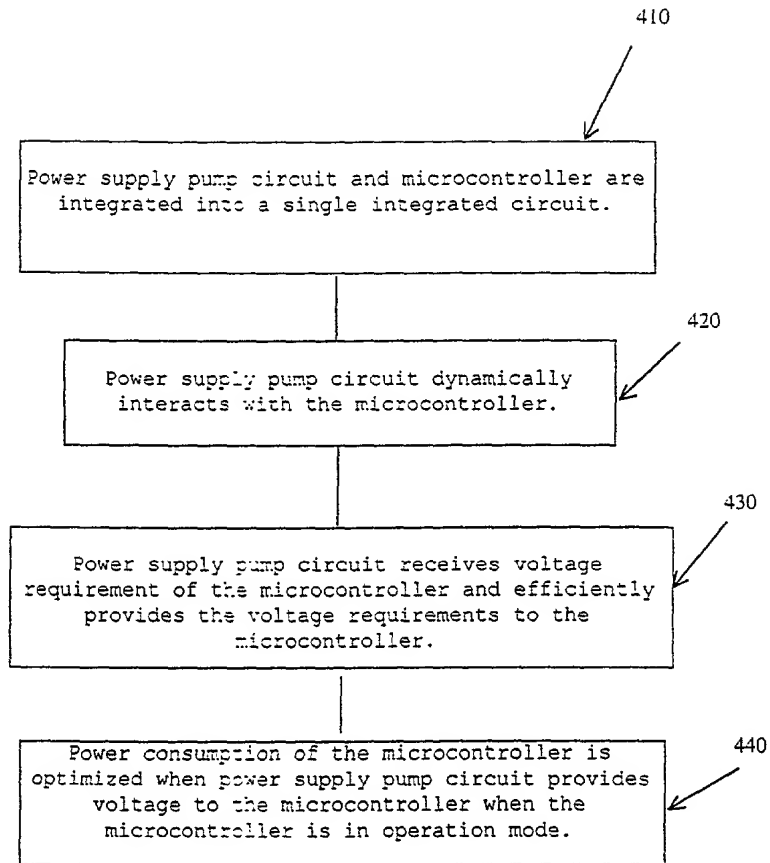 410
Power supply pump circuit and microcontroller are
integrated into a single integrated circuit.
420
Power supply pump circuit dynamically
interacts with the microcontroller.
430
Power supply pump circuit receives voltage
requirement of the microcontroller and efficiently
provides the voltage requirements to the
microcontroller.
440
Power consumption of the microcontroller is
optimized when power supply pump circuit provides
voltage to the microcontroller when the
microcontroller is in operation mode.